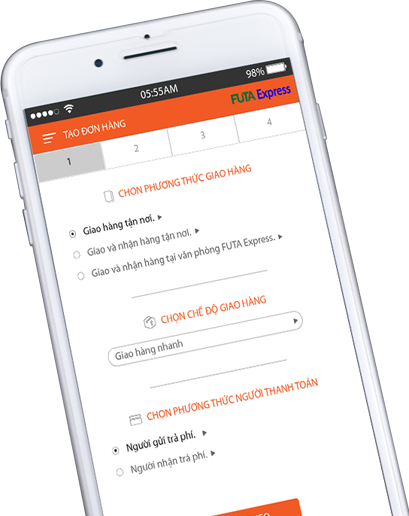 05:55AM
98%
TẠO ĐƠN HÀNG
FUTA Express
1
2
3
4
CHON PHƯƠNG THỨC GIAO HÀNG
Giao hàng tận nơi.
Giao và nhận hàng tận nơi.
Giao và nhận hàng tại văn phòng FUTA Express.
CHỌN CHẾ ĐỘ GIAO HÀNG
Giao hàng nhanh
CHON PHƯƠNG THỨC NGƯỜI THANH TOÁN
Người gửi trả phí.
Người nhận trả phí.